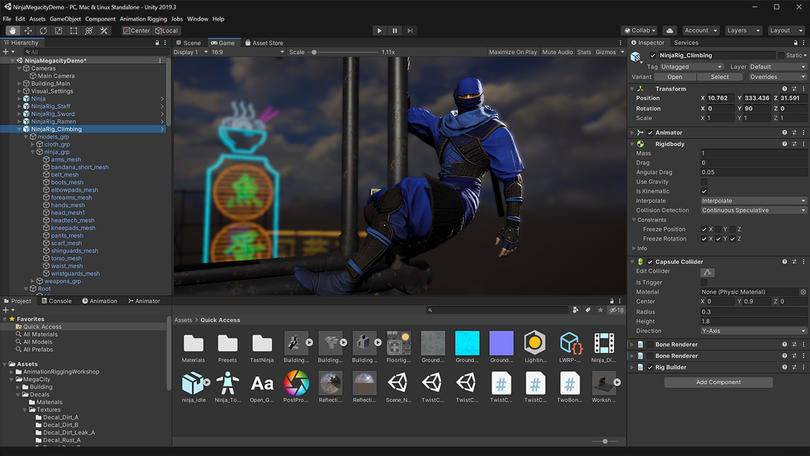 NinjaMegacityDemo - PC, Mac & Linux Standalone - Unity 2019.3
File Edit Assets GameObject Component Animation Rigging Jobs Window Help
Center Local
Collab Account Layers Layout
Hierarchy
All
NinjaMegacityDemo*
Cameras
Main Camera
Building_Main
Visual_Settings
Ninja
NinjaRig_Staff
NinjaRig_Sword
NinjaRig_Ramen
NinjaRig_Climbing
models_grp
cloth_grp
ninja_grp
arms_mesh
bandana_short_mesh
belt_mesh
boots_mesh
elbowpads_mesh
forearms_mesh
hands_mesh
head_mesh1
headtech_mesh
kneepads_mesh
pants_mesh
scarf_mesh
shinguards_mesh
torso_mesh
waist_mesh
wristguards_mesh
weapons_grp
Root
Scene Game Asset Store
Display 1 16:9 Scale 1.11x Maximize On Play Mute Audio Stats Gizmos
Inspector Services
NinjaRig_Climbing Static
Tag Untagged Layer Default
Variant Open Select Overrides
Transform
Position X 10.762 Y 333.436 Z 31.591
Rotation X 0 Y 90 Z 0
Scale X 1 Y 1 Z 1
Animator
Rigidbody
Mass 1
Drag 0
Angular Drag 0.05
Use Gravity
Is Kinematic
Interpolate Interpolate
Collision Detection Continuous Speculative
Constraints
Freeze Position X Y Z
Freeze Rotation X Y Z
Info
Capsule Collider
Edit Collider
Is Trigger
Material None (Physic Material)
Center X 0 Y 0.9 Z 0
Radius 0.3
Height 1.8
Direction Y-Axis
Bone Renderer
Bone Renderer
Rig Builder
Add Component
Project Console Animation Animator
18
Favorites
Quick Access
All Materials
All Models
All Prefabs
Assets
AnimationRiggingWorkshop
MegaCity
Building
Decals
Materials
Textures
Decal_Dirt_A
Decal_Dirt_B
Decal_Dirt_Leak_A
Decal_Rust_A
Assets > Quick Access
Materials Presets TestNinja Building... Building... Building... Floorlig... Ground... Ground... Ground... Lightin... LWRP-... Ninja_Di...
ninja_idle Ninja_To... Open_G... PostPro... Reflecti... Reflecti... Scene_N... TwistC... TwistC... TwistC... TwistC... TwoBon... Worksh...
Aa